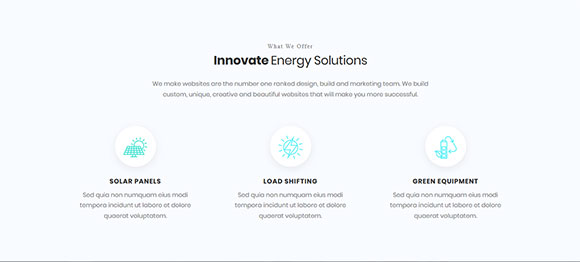 What We Offer
Innovate Energy Solutions
We make websites are the number one ranked design, build and marketing team. We build
custom, unique, creative and beautiful websites that will make you more successful.
SOLAR PANELS
Sed quia non numquam eius modi
tempora incidunt ut labore et dolore
quaerat voluptatem.
LOAD SHIFTING
Sed quia non numquam eius modi
tempora incidunt ut labore et dolore
quaerat voluptatem.
GREEN EQUIPMENT
Sed quia non numquam eius modi
tempora incidunt ut labore et dolore
quaerat voluptatem.